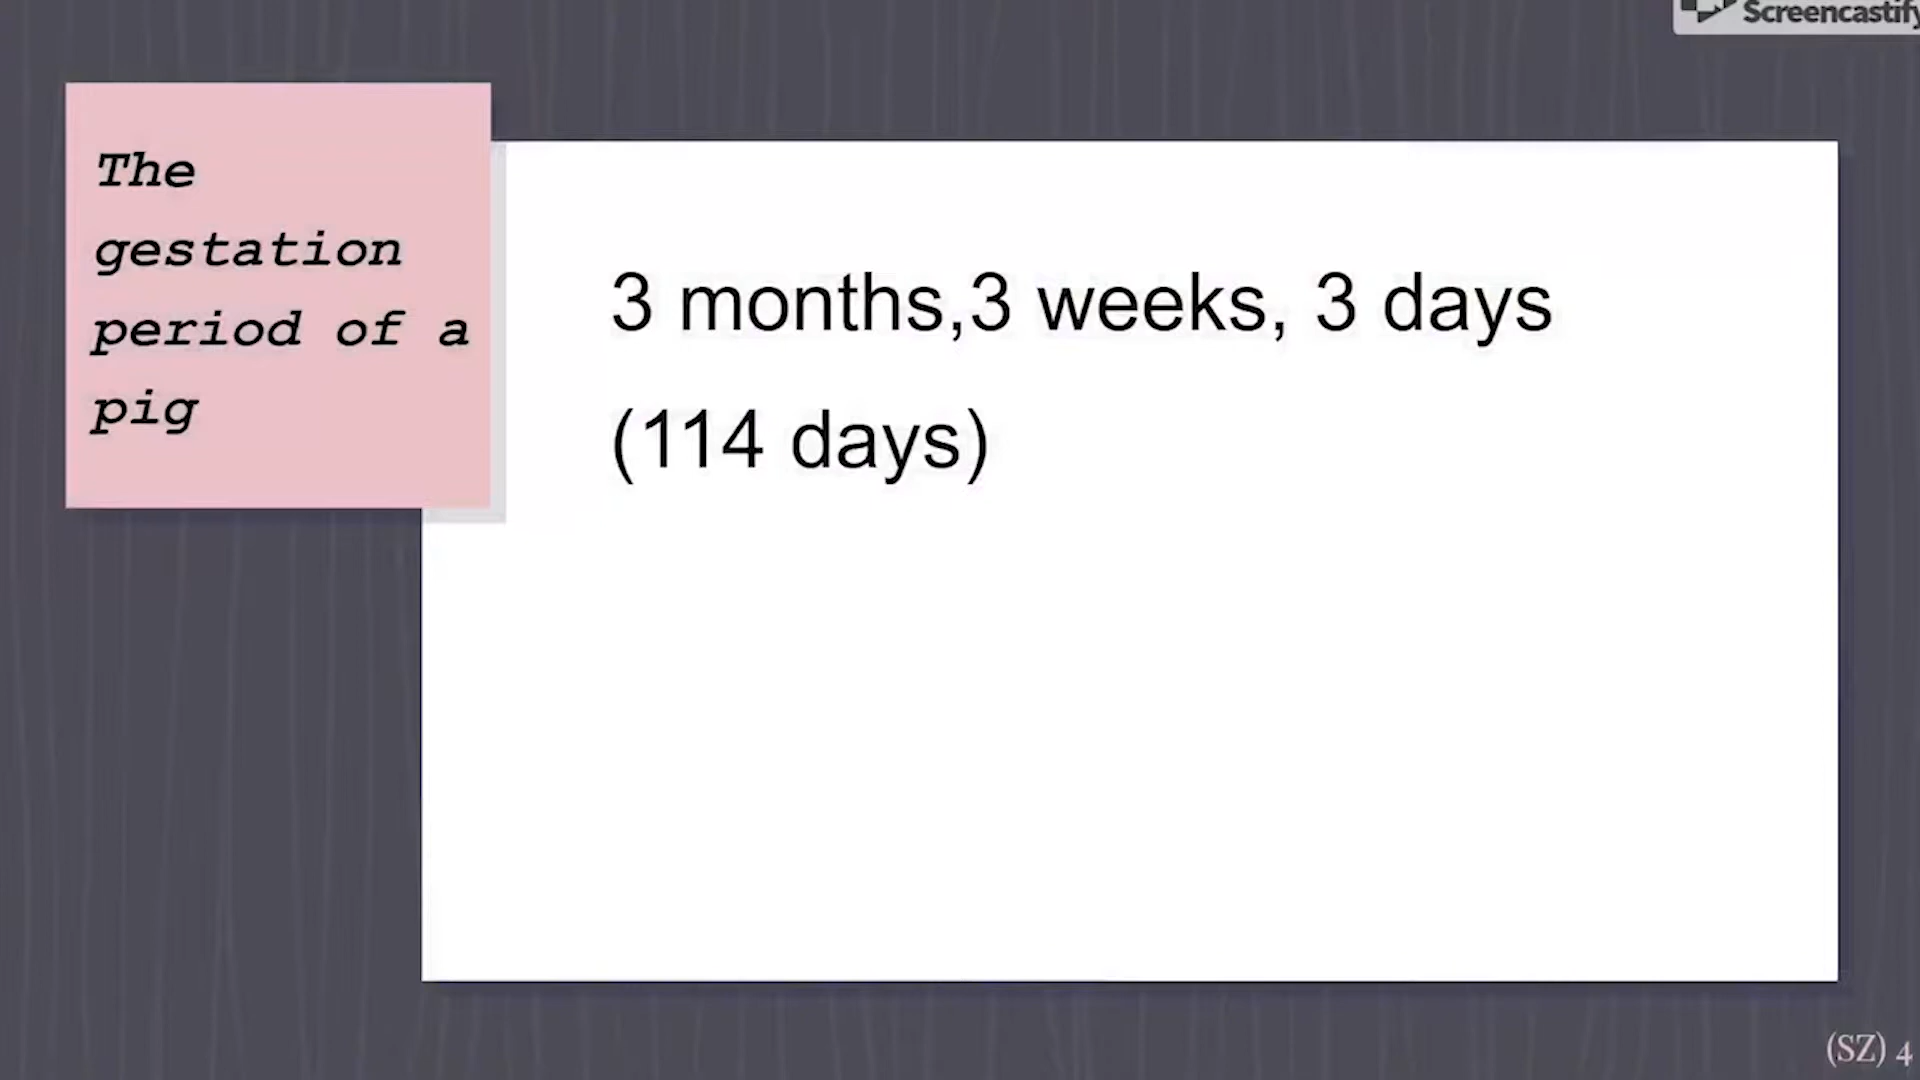 Screencastify
The
gestation
period of a
pig
3 months,3 weeks, 3 days
(114 days)
(SZ) 4